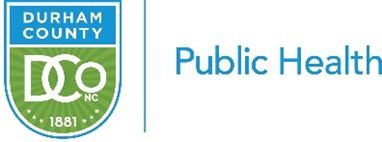 DURHAM
COUNTY
DCo
NC
1881
Public Health